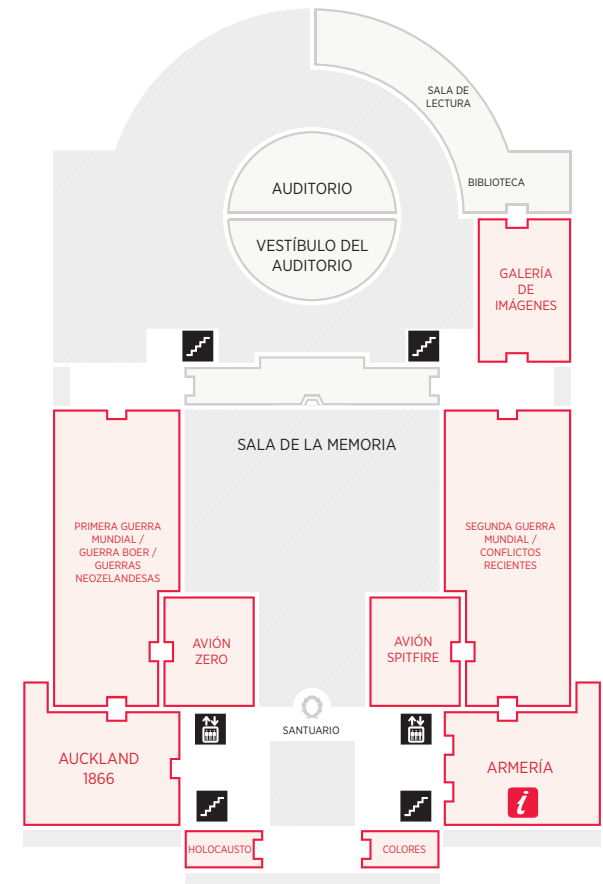 SALA DE
LECTURA
BIBLIOTECA
AUDITORIO
VESTÍBULO DEL
AUDITORIO
GALERÍA
DE
IMÁGENES
SALA DE LA MEMORIA
PRIMERA GUERRA
MUNDIAL /
GUERRA BOER /
GUERRAS
NEOZELANDESAS
SEGUNDA GUERRA
MUNDIAL /
CONFLICTOS
RECIENTES
AVIÓN
ZERO
AVIÓN
SPITFIRE
SANTUARIO
AUCKLAND
1866
ARMERÍA
i
HOLOCAUSTO
COLORES